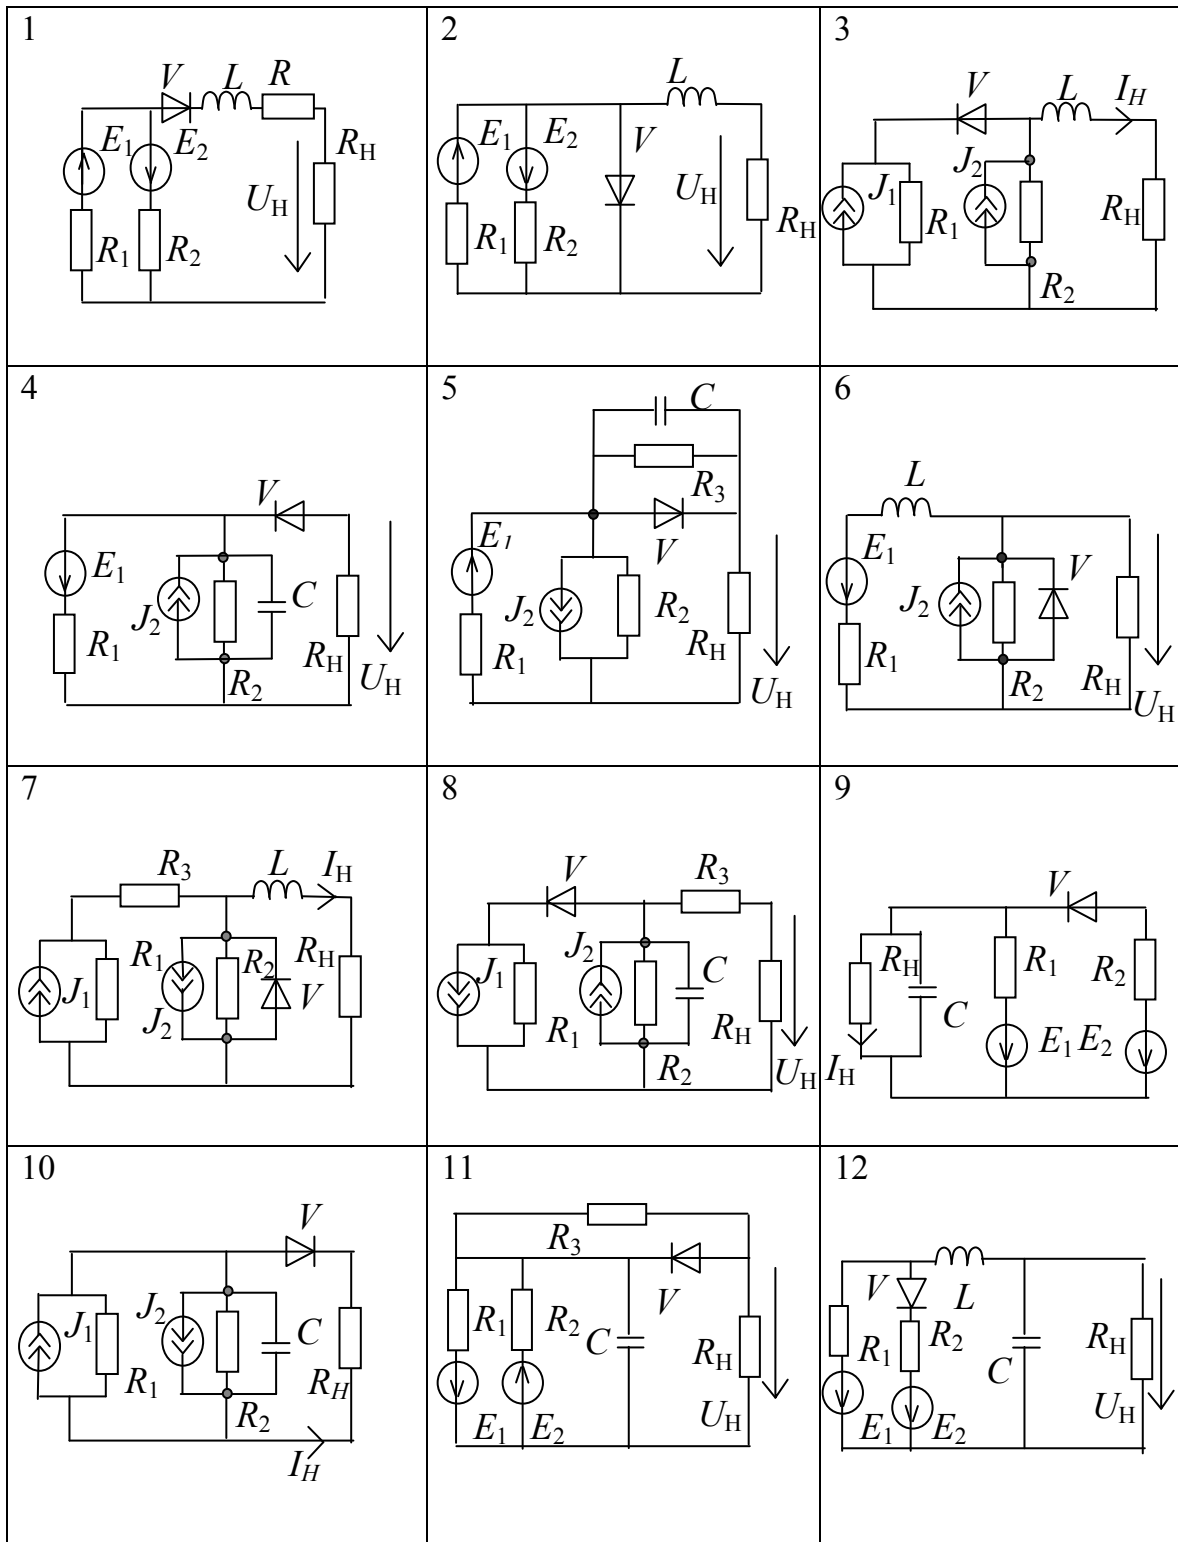 1
V L R
E1 E2 RН
UН
R1 R2
2
L
E1 E2 V
UН
R1 R2 RН
3
V L IН
J2
J1 R1 RН
R2
4
V
E1
J2 C
R1 RН
R2 UН
5
C
R3
E1 V
J2 R2
R1 RН
UН
6
L
E1 V
J2
R1 RН
R2 UН
7
R3 L IН
R1 R2 RН
J1 V
J2
8
V R3
J2
J1 C
R1 RН
R2 UН
9
V
RН R1 R2
C
E1 E2
IН
10
V
J2
J1 C
R1 RН
R2
IН
11
R3
V
R1 R2 C
RН
UН
E1 E2
12
V L
R1 R2 RН
C
UН
E1 E2